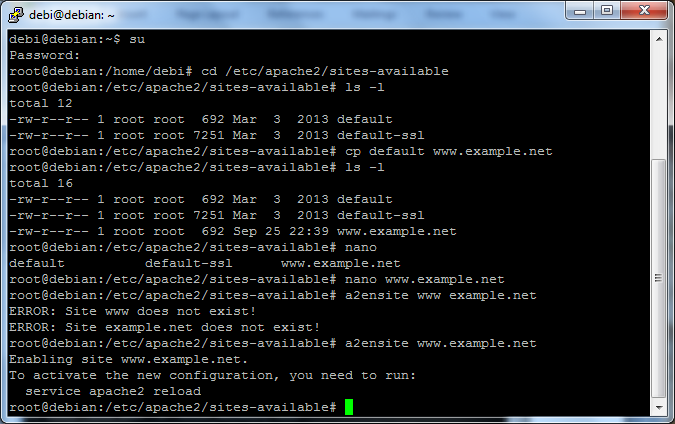 debi@debian: ~
debi@debian:~$ su
Password:
root@debian:/home/debi# cd /etc/apache2/sites-available
root@debian:/etc/apache2/sites-available# ls -l
total 12
-rw-r--r-- 1 root root  692 Mar  3  2013 default
-rw-r--r-- 1 root root 7251 Mar  3  2013 default-ssl
root@debian:/etc/apache2/sites-available# cp default www.example.net
root@debian:/etc/apache2/sites-available# ls -l
total 16
-rw-r--r-- 1 root root  692 Mar  3  2013 default
-rw-r--r-- 1 root root 7251 Mar  3  2013 default-ssl
-rw-r--r-- 1 root root  692 Sep 25 22:39 www.example.net
root@debian:/etc/apache2/sites-available# nano
default          default-ssl      www.example.net
root@debian:/etc/apache2/sites-available# nano www.example.net
root@debian:/etc/apache2/sites-available# a2ensite www example.net
ERROR: Site www does not exist!
ERROR: Site example.net does not exist!
root@debian:/etc/apache2/sites-available# a2ensite www.example.net
Enabling site www.example.net.
To activate the new configuration, you need to run:
  service apache2 reload
root@debian:/etc/apache2/sites-available#